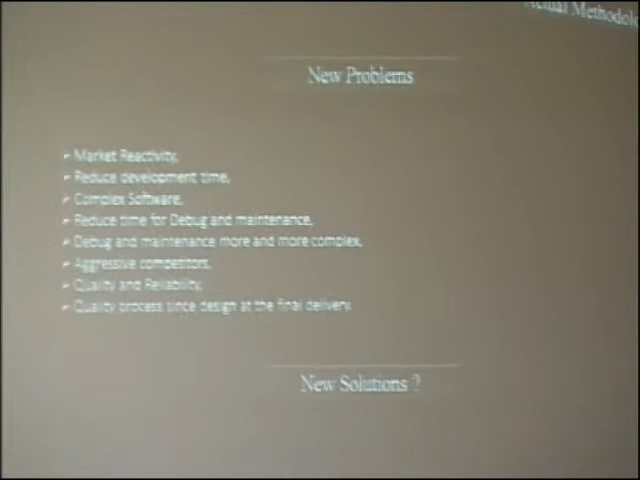 Actual Methodolo
New Problems
Market Reactivity,
Reduce development time,
Complex Software,
Reduce time for Debug and maintenance,
Debug and maintenance more and more complex,
Aggressive competitors,
Quality and Reliability,
Quality process since design at the final delivery.
New Solutions ?